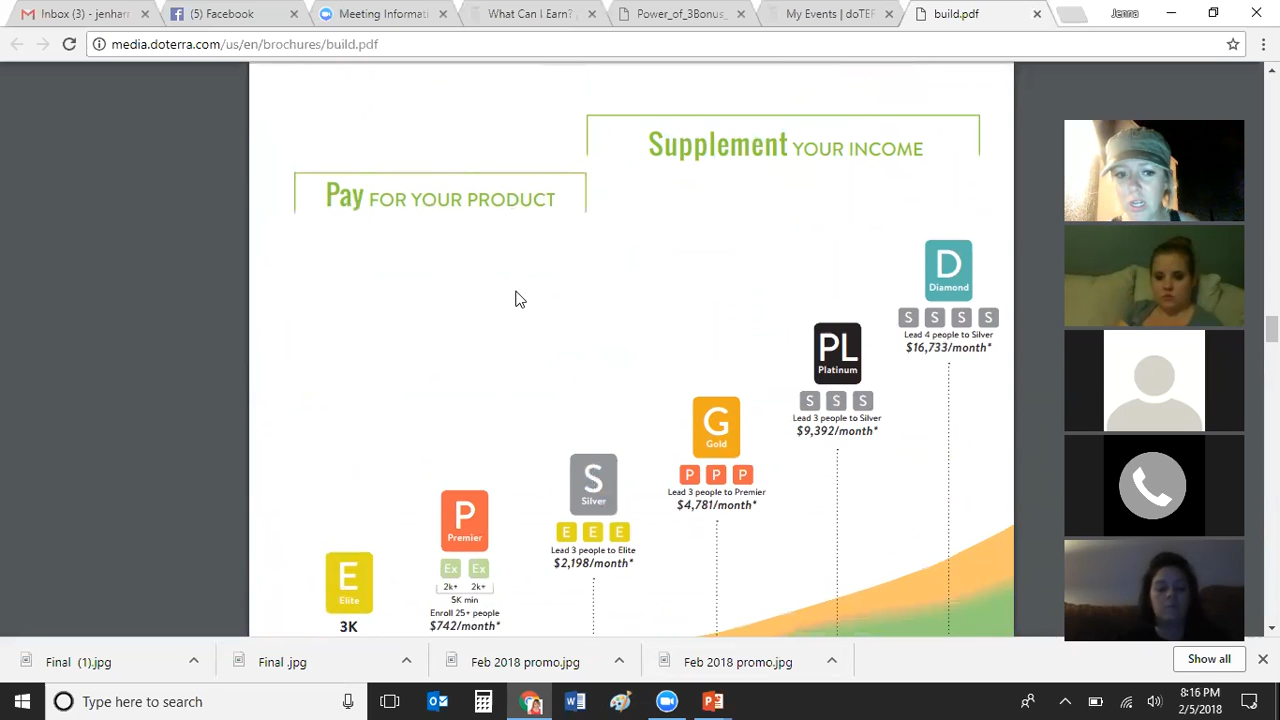 Inbox (3) - jenhar
(5) Facebook
Meeting Informati
What Can I Earn?
Power_of_3Bonus_
My Events | doTEF
build.pdf
Jenna
media.doterra.com/us/en/brochures/build.pdf
Supplement YOUR INCOME
Pay FOR YOUR PRODUCT
D
Diamond
S S S S
Lead 4 people to Silver
$16,733/month*
PL
Platinum
S S S
Lead 3 people to Silver
$9,392/month*
G
Gold
P P P
Lead 3 people to Premier
$4,781/month*
S
Silver
E E E
Lead 3 people to Elite
$2,198/month*
P
Premier
Ex Ex
2k+ 2k+
5K min
Enroll 25+ people
$742/month*
E
Elite
3K
Final (1).jpg
Final .jpg
Feb 2018 promo.jpg
Feb 2018 promo.jpg
Show all
Type here to search
8:16 PM
2/5/2018